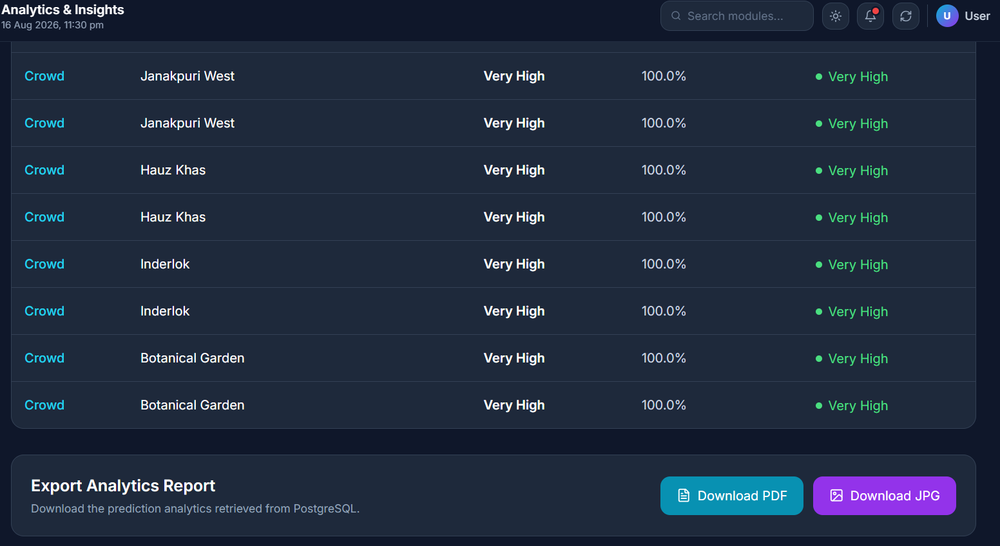 Analytics & Insights
16 Aug 2026, 11:30 pm
Search modules...
U
User
Crowd Janakpuri West Very High 100.0% Very High
Crowd Janakpuri West Very High 100.0% Very High
Crowd Hauz Khas Very High 100.0% Very High
Crowd Hauz Khas Very High 100.0% Very High
Crowd Inderlok Very High 100.0% Very High
Crowd Inderlok Very High 100.0% Very High
Crowd Botanical Garden Very High 100.0% Very High
Crowd Botanical Garden Very High 100.0% Very High
Export Analytics Report
Download the prediction analytics retrieved from PostgreSQL.
Download PDF
Download JPG